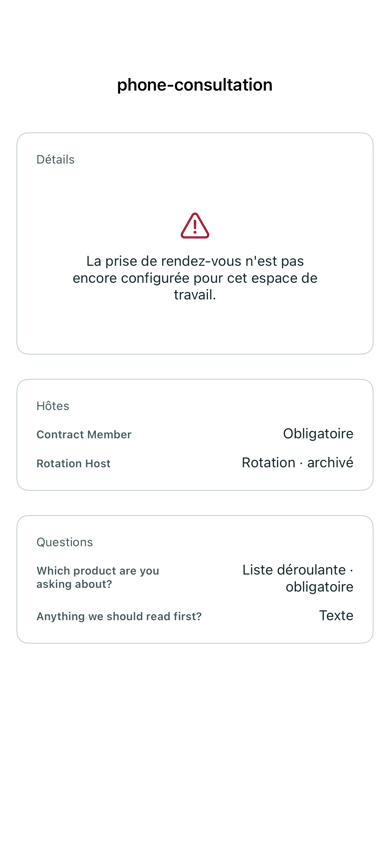 phone-consultation
Détails
La prise de rendez-vous n'est pas
encore configurée pour cet espace de
travail.
Hôtes
Contract Member
Obligatoire
Rotation Host
Rotation · archivé
Questions
Which product are you
asking about?
Liste déroulante ·
obligatoire
Anything we should read first?
Texte